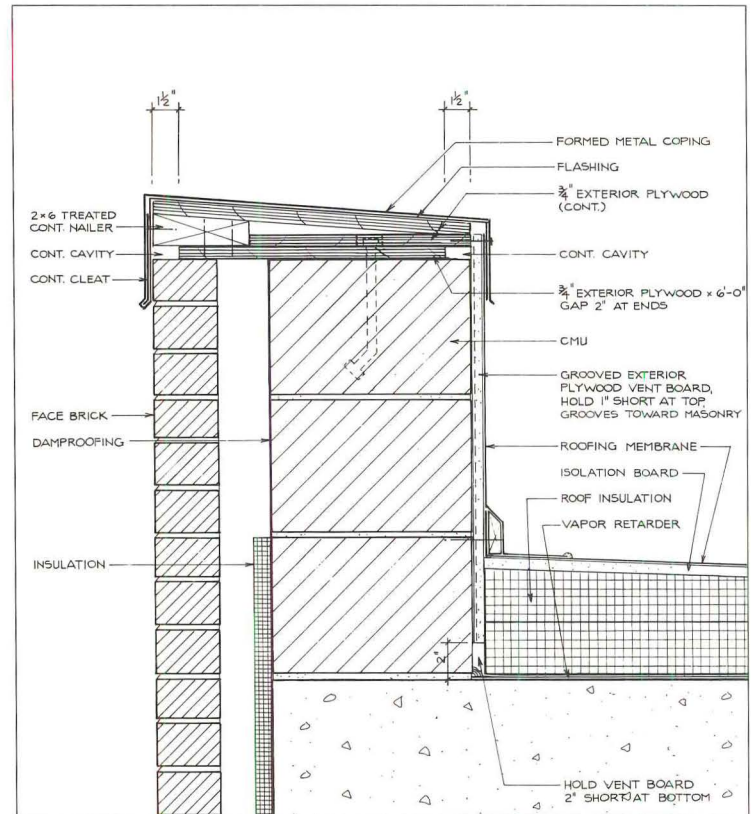 1½"
1½"
FORMED METAL COPING
FLASHING
¾" EXTERIOR PLYWOOD
(CONT.)
2×6 TREATED
CONT. NAILER
CONT. CAVITY
CONT. CLEAT
CONT. CAVITY
¾" EXTERIOR PLYWOOD × 6'-0"
GAP 2" AT ENDS
CMU
GROOVED EXTERIOR
PLYWOOD VENT BOARD,
HOLD 1" SHORT AT TOP,
GROOVES TOWARD MASONRY
FACE BRICK
DAMPROOFING
ROOFING MEMBRANE
ISOLATION BOARD
ROOF INSULATION
VAPOR RETARDER
INSULATION
2"
HOLD VENT BOARD
2" SHORT AT BOTTOM